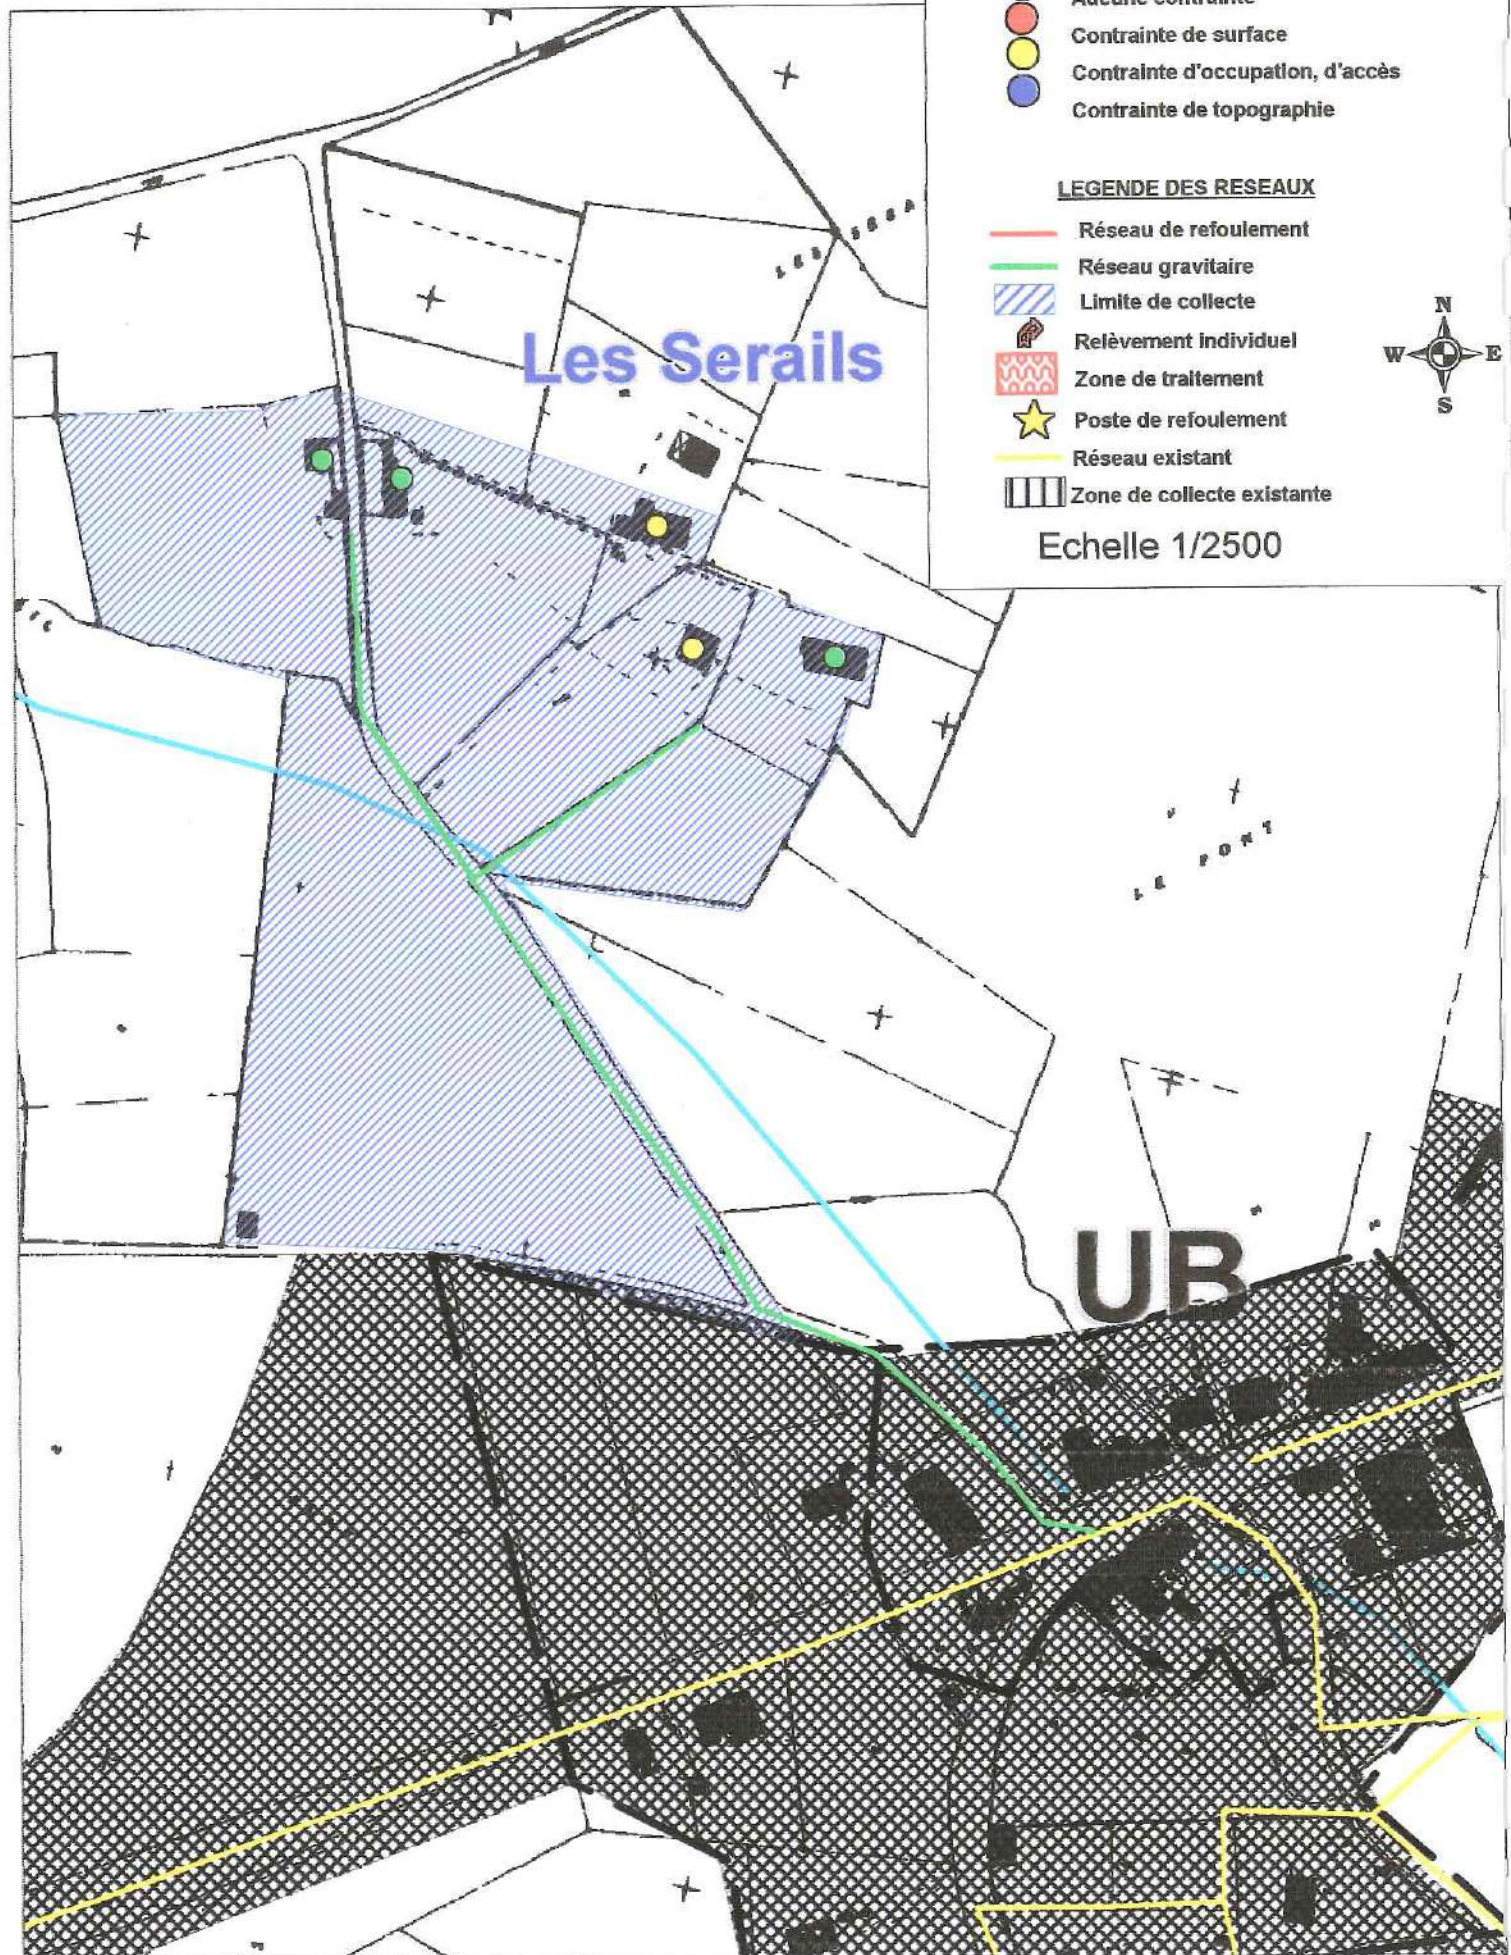 Aucune contrainte
Contrainte de surface
Contrainte d'occupation, d'accès
Contrainte de topographie
LEGENDE DES RESEAUX
Réseau de refoulement
Réseau gravitaire
Limite de collecte
Relèvement individuel
Zone de traitement
Poste de refoulement
Réseau existant
Zone de collecte existante
N
W
E
S
Echelle 1/2500
Les Serails
LE PONT
UB